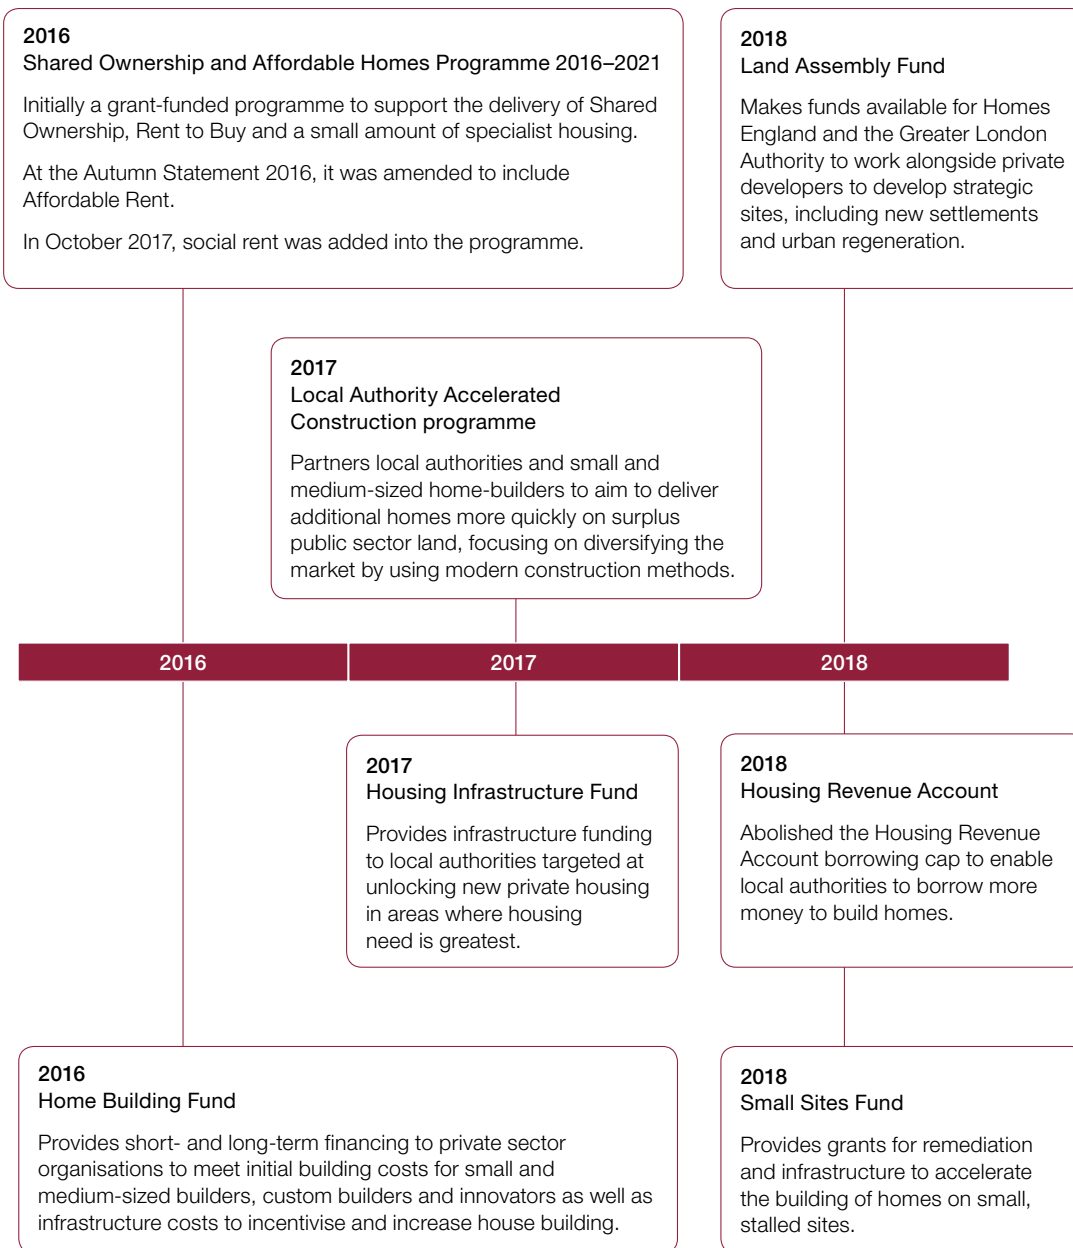 2016
Shared Ownership and Affordable Homes Programme 2016–2021
Initially a grant-funded programme to support the delivery of Shared
Ownership, Rent to Buy and a small amount of specialist housing.
At the Autumn Statement 2016, it was amended to include
Affordable Rent.
In October 2017, social rent was added into the programme.
2018
Land Assembly Fund
Makes funds available for Homes
England and the Greater London
Authority to work alongside private
developers to develop strategic
sites, including new settlements
and urban regeneration.
2017
Local Authority Accelerated
Construction programme
Partners local authorities and small and
medium-sized home-builders to aim to deliver
additional homes more quickly on surplus
public sector land, focusing on diversifying the
market by using modern construction methods.
2016
2017
2018
2017
Housing Infrastructure Fund
Provides infrastructure funding
to local authorities targeted at
unlocking new private housing
in areas where housing
need is greatest.
2018
Housing Revenue Account
Abolished the Housing Revenue
Account borrowing cap to enable
local authorities to borrow more
money to build homes.
2016
Home Building Fund
Provides short- and long-term financing to private sector
organisations to meet initial building costs for small and
medium-sized builders, custom builders and innovators as well as
infrastructure costs to incentivise and increase house building.
2018
Small Sites Fund
Provides grants for remediation
and infrastructure to accelerate
the building of homes on small,
stalled sites.